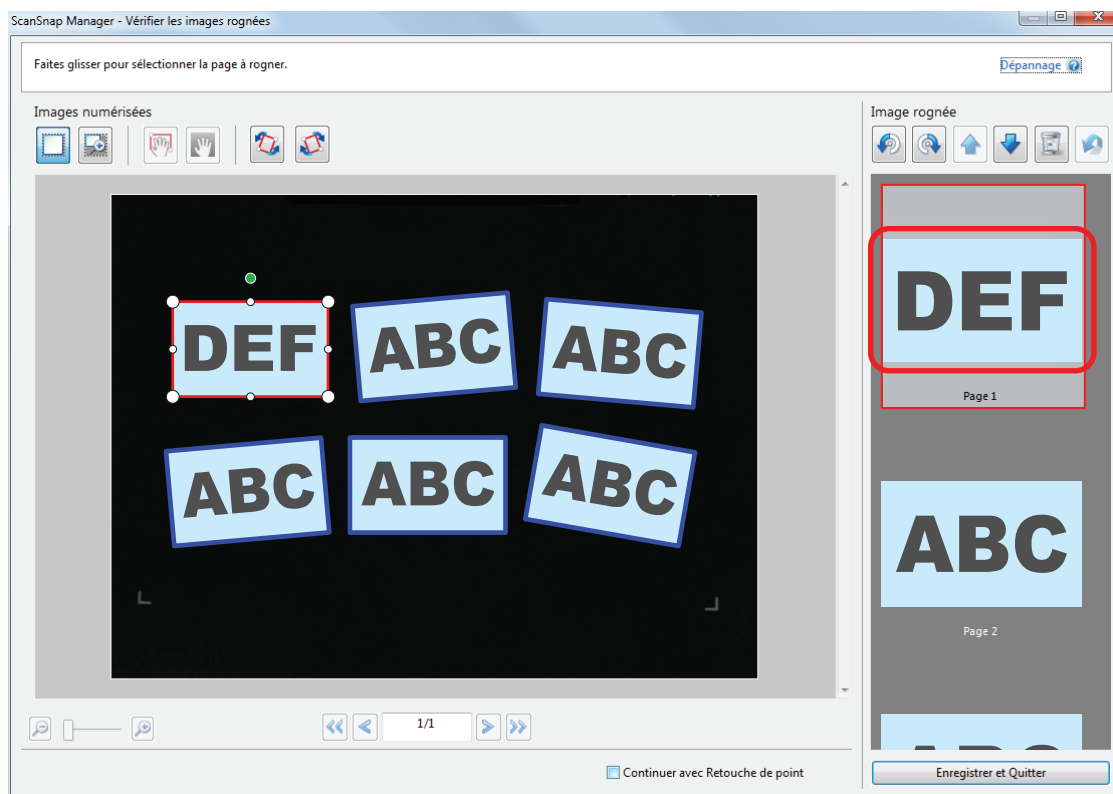 ScanSnap Manager - Vérifier les images rognées
Faites glisser pour sélectionner la page à rogner.
Dépannage
Images numérisées
Image rognée
DEF ABC ABC
ABC ABC ABC
DEF
Page 1
ABC
Page 2
ABC
1/1
Continuer avec Retouche de point
Enregistrer et Quitter